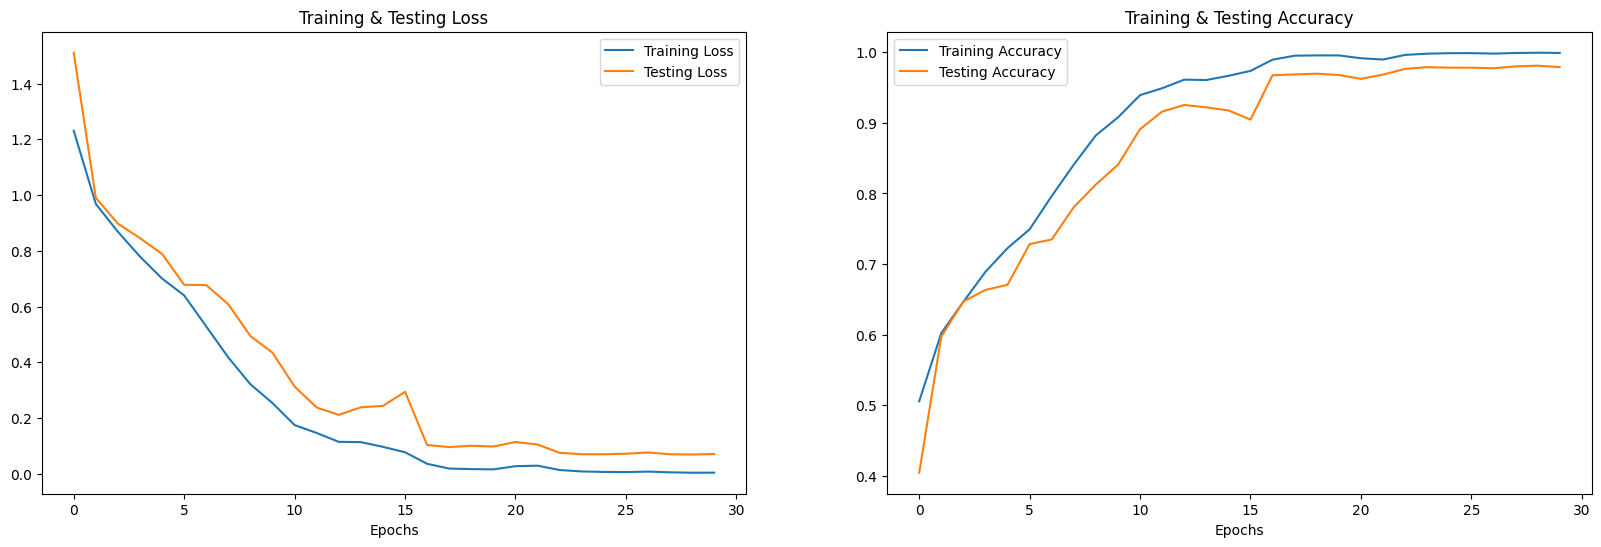 Training & Testing Loss
Training Loss
Testing Loss
1.4
1.2
1.0
0.8
0.6
0.4
0.2
0.0
0 5 10 15 20 25 30
Epochs
Training & Testing Accuracy
Training Accuracy
Testing Accuracy
1.0
0.9
0.8
0.7
0.6
0.5
0.4
0 5 10 15 20 25 30
Epochs